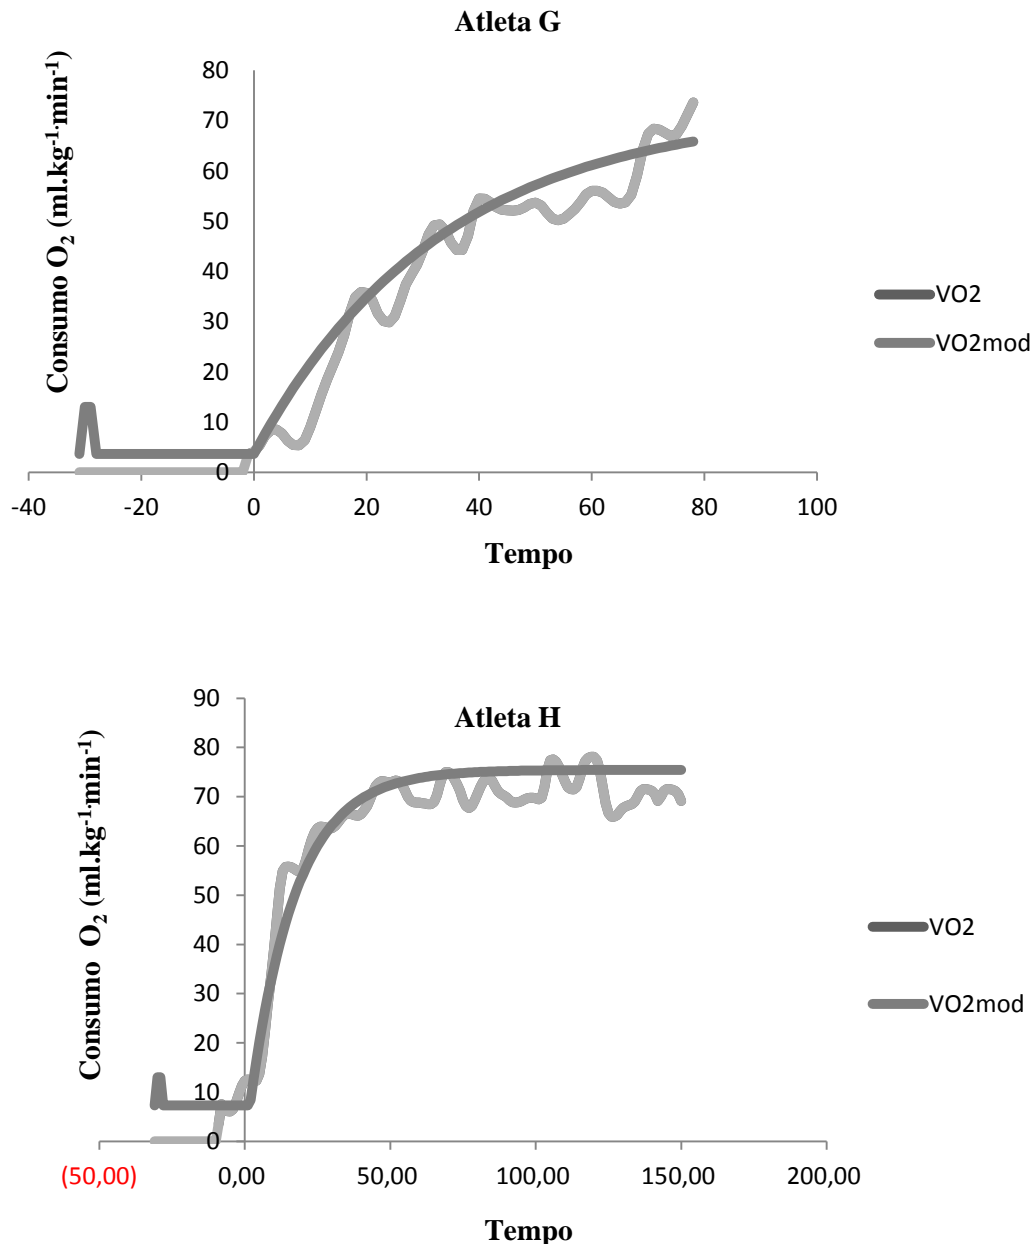 Atleta G
Consumo O₂ (ml.kg⁻¹·min⁻¹)
80
70
60
50
40
30
20
10
0
-40 -20 0 20 40 60 80 100
Tempo
VO2
VO2mod
Atleta H
Consumo O₂ (ml.kg⁻¹·min⁻¹)
90
80
70
60
50
40
30
20
10
0
(50,00) 0,00 50,00 100,00 150,00 200,00
Tempo
VO2
VO2mod